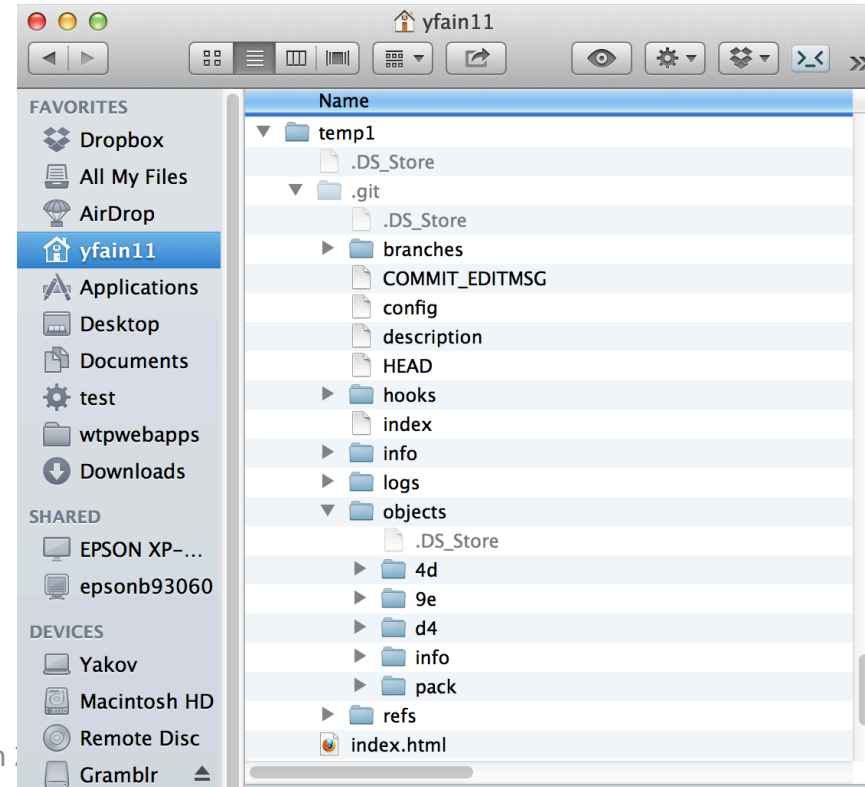 yfain11
FAVORITES
Dropbox
All My Files
AirDrop
yfain11
Applications
Desktop
Documents
test
wtpwebapps
Downloads
SHARED
EPSON XP-...
epsonb93060
DEVICES
Yakov
Macintosh HD
Remote Disc
Gramblr
Name
temp1
.DS_Store
.git
.DS_Store
branches
COMMIT_EDITMSG
config
description
HEAD
hooks
index
info
logs
objects
.DS_Store
4d
9e
d4
info
pack
refs
index.html